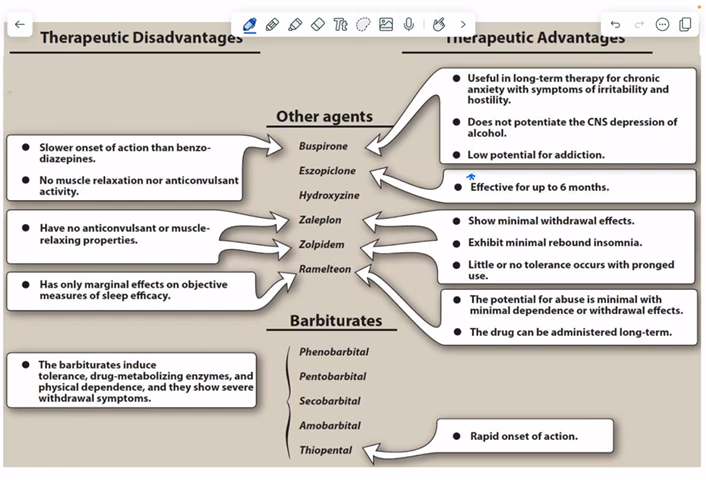 Therapeutic Disadvantages
Therapeutic Advantages
Tt
Other agents
Buspirone
Eszopiclone
Hydroxyzine
Zaleplon
Zolpidem
Ramelteon
Barbiturates
Phenobarbital
Pentobarbital
Secobarbital
Amobarbital
Thiopental
Slower onset of action than benzo-
diazepines.
No muscle relaxation nor anticonvulsant
activity.
Have no anticonvulsant or muscle-
relaxing properties.
Has only marginal effects on objective
measures of sleep efficacy.
The barbiturates induce
tolerance, drug-metabolizing enzymes, and
physical dependence, and they show severe
withdrawal symptoms.
Useful in long-term therapy for chronic
anxiety with symptoms of irritability and
hostility.
Does not potentiate the CNS depression of
alcohol.
Low potential for addiction.
Effective for up to 6 months.
Show minimal withdrawal effects.
Exhibit minimal rebound insomnia.
Little or no tolerance occurs with pronged
use.
The potential for abuse is minimal with
minimal dependence or withdrawal effects.
The drug can be administered long-term.
Rapid onset of action.